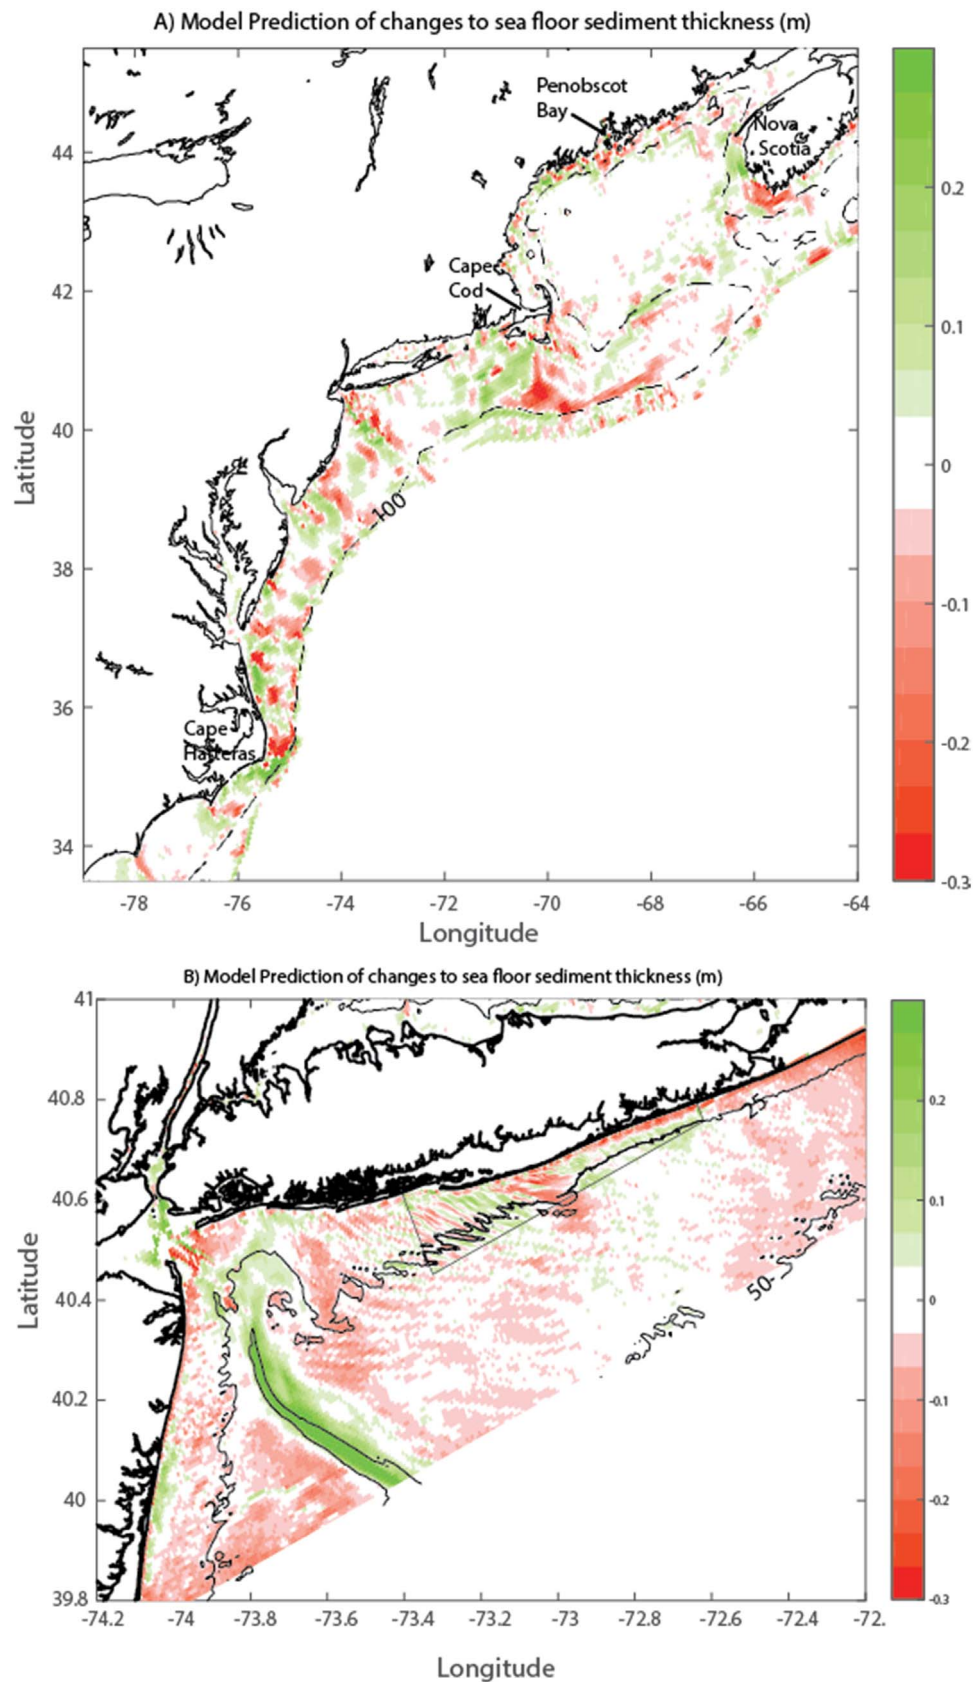 A) Model Prediction of changes to sea floor sediment thickness (m)
Penobscot
Bay
Nova
Scotia
Cape
Cod
100
Cape
Hatteras
44
42
40
38
36
34
Latitude
-78 -76 -74 -72 -70 -68 -66 -64
Longitude
0.2
0.1
0
-0.1
-0.2
-0.3
B) Model Prediction of changes to sea floor sediment thickness (m)
41
40.8
40.6
40.4
40.2
40
39.8
Latitude
50
-74.2 -74 -73.8 -73.6 -73.4 -73.2 -73 -72.8 -72.6 -72.4 -72.
Longitude
0.2
0.1
0
-0.1
-0.2
-0.3